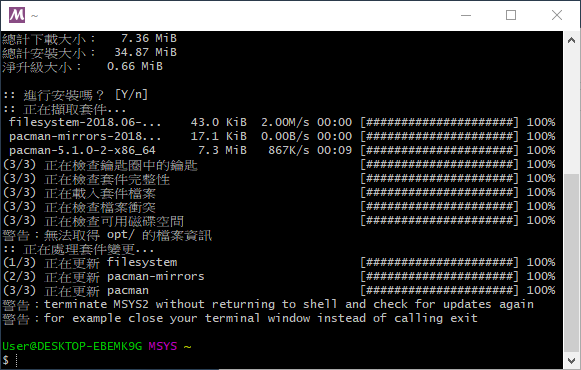 ~
總計下載大小：   7.36 MiB
總計安裝大小：  34.87 MiB
淨升級大小：   0.66 MiB
:: 進行安裝嗎？ [Y/n]
:: 正在擷取套件...
filesystem-2018.06-...    43.0 KiB  2.00M/s 00:00 [#####################] 100%
pacman-mirrors-2018...    17.1 KiB  0.00B/s 00:00 [#####################] 100%
pacman-5.1.0-2-x86_64      7.3 MiB   867K/s 00:09 [#####################] 100%
(3/3) 正在檢查鑰匙圈中的鑰匙                      [#####################] 100%
(3/3) 正在檢查套件完整性                          [#####################] 100%
(3/3) 正在載入套件檔案                            [#####################] 100%
(3/3) 正在檢查檔案衝突                            [#####################] 100%
(3/3) 正在檢查可用磁碟空間                        [#####################] 100%
警告：無法取得 opt/ 的檔案資訊
:: 正在處理套件變更...
(1/3) 正在更新 filesystem                         [#####################] 100%
(2/3) 正在更新 pacman-mirrors                     [#####################] 100%
(3/3) 正在更新 pacman                             [#####################] 100%
警告：terminate MSYS2 without returning to shell and check for updates again
警告：for example close your terminal window instead of calling exit
User@DESKTOP-EBEMK9G MSYS ~
$